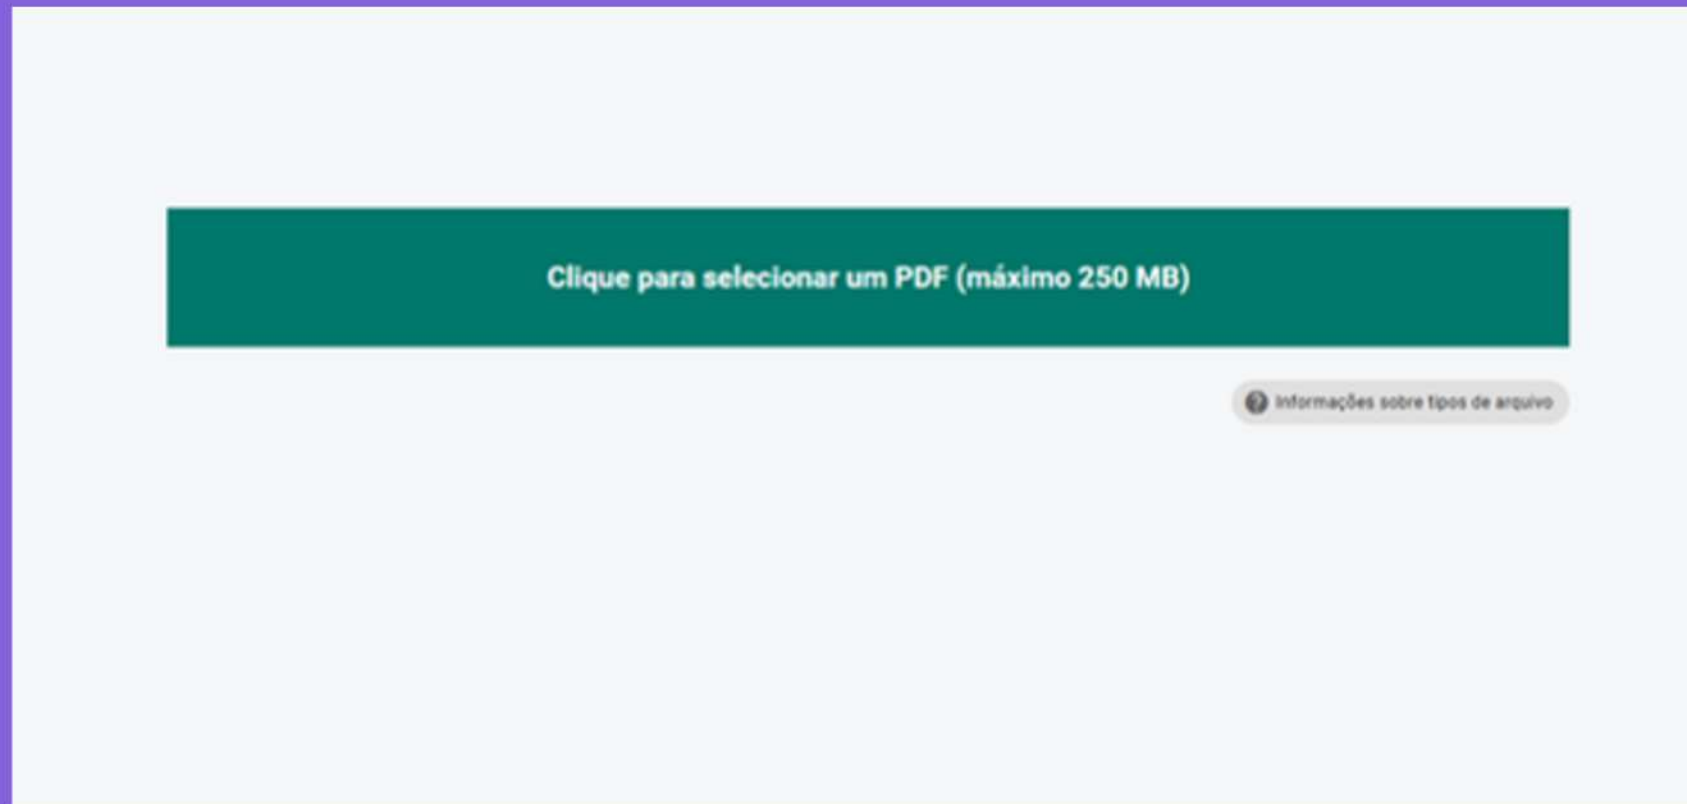 Clique para selecionar um PDF (máximo 250 MB)
Informações sobre tipos de arquivo